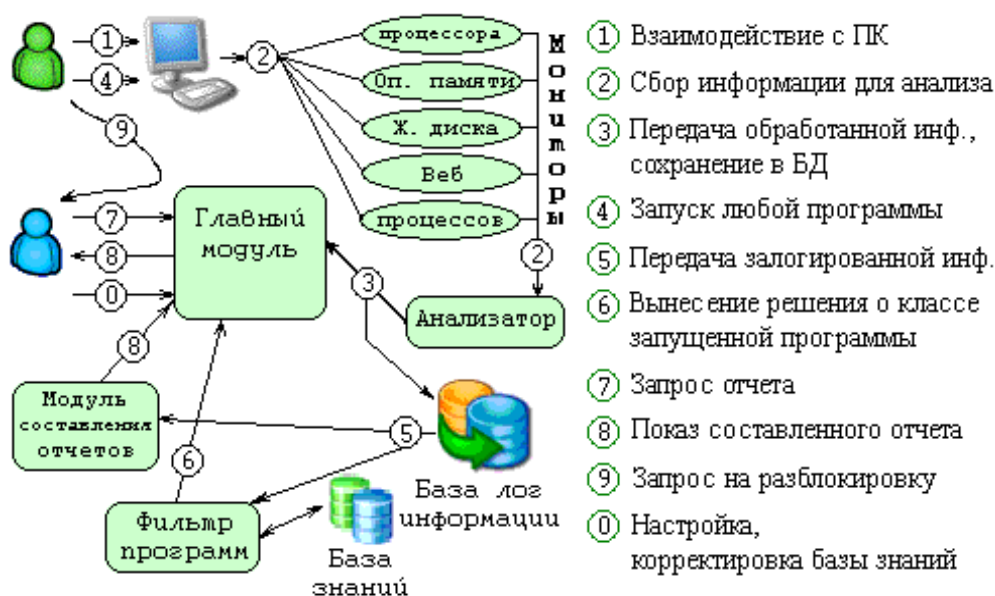 1
4
2
процессора
Оп. памяти
Ж. диска
Веб
процессов
Мониторы
9
7
8
0
Главный
модуль
2
3
Анализатор
8
Модуль
составления
отчетов
6
5
База лог
информации
Фильтр
программ
База
знаний
1 Взаимодействие с ПК
2 Сбор информации для анализа
3 Передача обработанной инф.,
сохранение в БД
4 Запуск любой программы
5 Передача залогированной инф.
6 Вынесение решения о классе
запущенной программы
7 Запрос отчета
8 Показ составленного отчета
9 Запрос на разблокировку
0 Настройка,
корректировка базы знаний